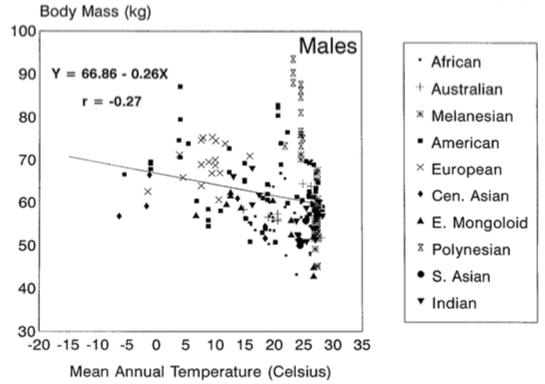 Body Mass (kg)
100
90
80
70
60
50
40
30
Males
Y = 66.86 - 0.26X
r = -0.27
-20 -15 -10 -5 0 5 10 15 20 25 30 35
Mean Annual Temperature (Celsius)
African
Australian
Melanesian
American
European
Cen. Asian
E. Mongoloid
Polynesian
S. Asian
Indian